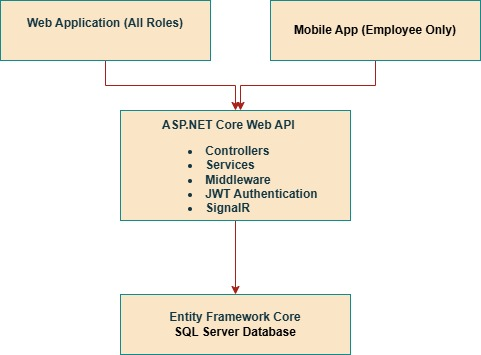 Web Application (All Roles)
Mobile App (Employee Only)
ASP.NET Core Web API
• Controllers
• Services
• Middleware
• JWT Authentication
• SignalR
Entity Framework Core
SQL Server Database